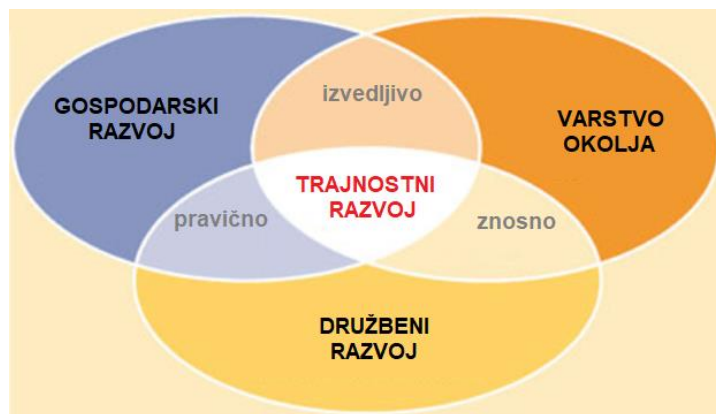 izvedljivo
GOSPODARSKI
RAZVOJ
VARSTVO
OKOLJA
TRAJNOSTNI
RAZVOJ
pravično
znosno
DRUŽBENI
RAZVOJ